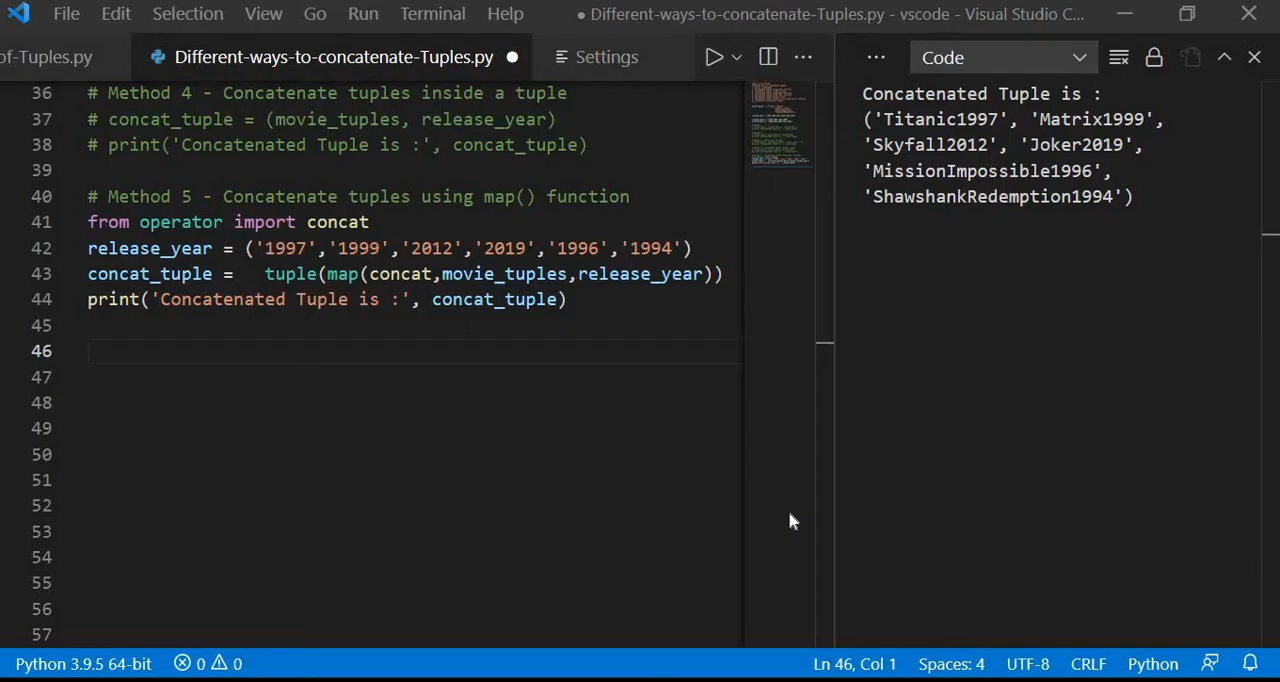 File Edit Selection View Go Run Terminal Help ● Different-ways-to-concatenate-Tuples.py - vscode - Visual Studio C...
of-Tuples.py Different-ways-to-concatenate-Tuples.py ● Settings ... ... Code
36 # Method 4 - Concatenate tuples inside a tuple
37 # concat_tuple = (movie_tuples, release_year)
38 # print('Concatenated Tuple is :', concat_tuple)
39
40 # Method 5 - Concatenate tuples using map() function
41 from operator import concat
42 release_year = ('1997','1999','2012','2019','1996','1994')
43 concat_tuple =   tuple(map(concat,movie_tuples,release_year))
44 print('Concatenated Tuple is :', concat_tuple)
45
46
47
48
49
50
51
52
53
54
55
56
57
Concatenated Tuple is :
('Titanic1997', 'Matrix1999',
'Skyfall2012', 'Joker2019',
'MissionImpossible1996',
'ShawshankRedemption1994')
Python 3.9.5 64-bit 0 0 Ln 46, Col 1 Spaces: 4 UTF-8 CRLF Python